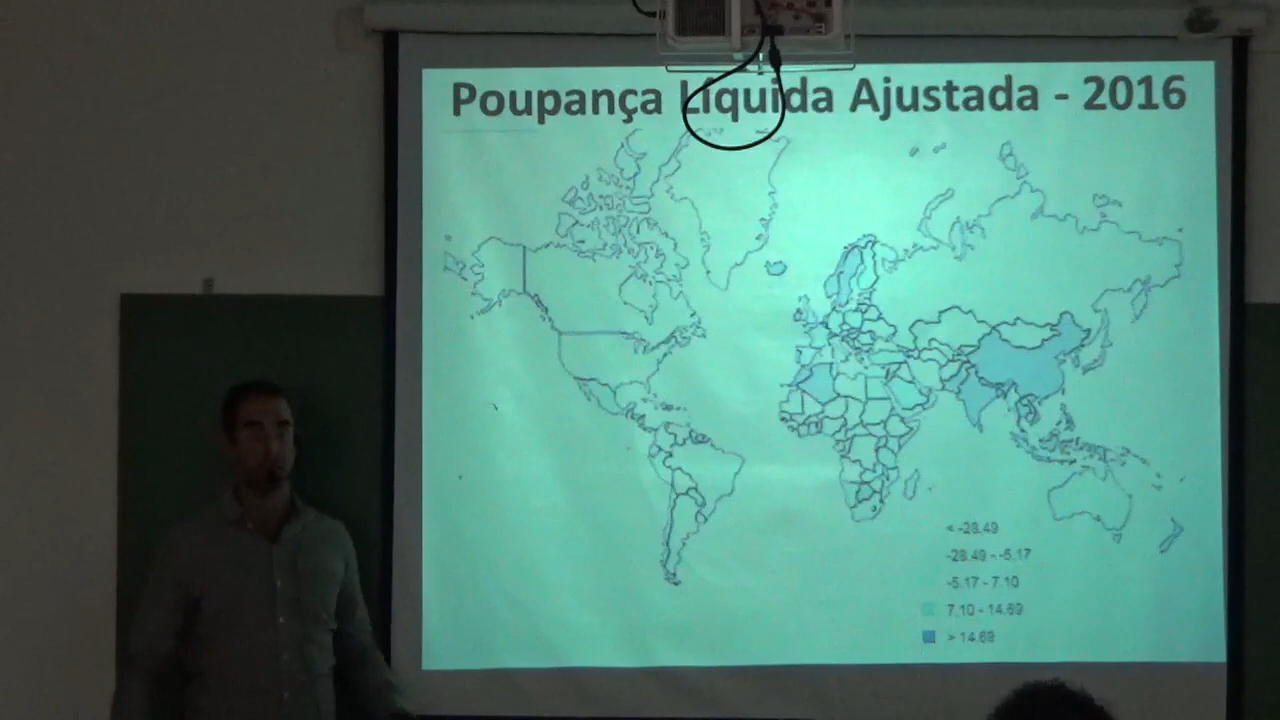 Poupança Líquida Ajustada - 2016
< -28.49
-28.49 - -5.17
-5.17 - 7.10
7.10 - 14.69
> 14.69